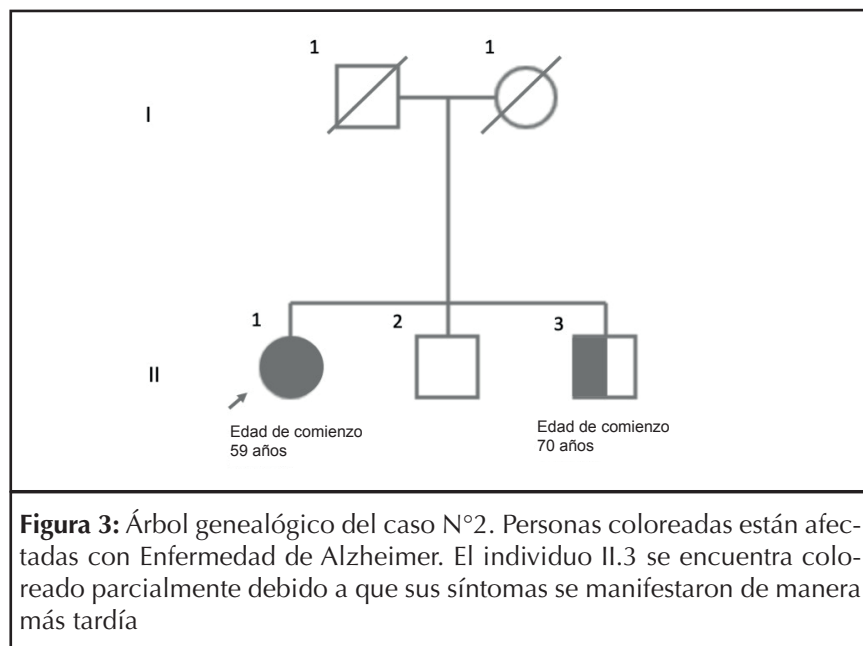 1 1
I
1 2 3
II
Edad de comienzo
59 años
Edad de comienzo
70 años
Figura 3: Árbol genealógico del caso N°2. Personas coloreadas están afec-
tadas con Enfermedad de Alzheimer. El individuo II.3 se encuentra colo-
reado parcialmente debido a que sus síntomas se manifestaron de manera
más tardía